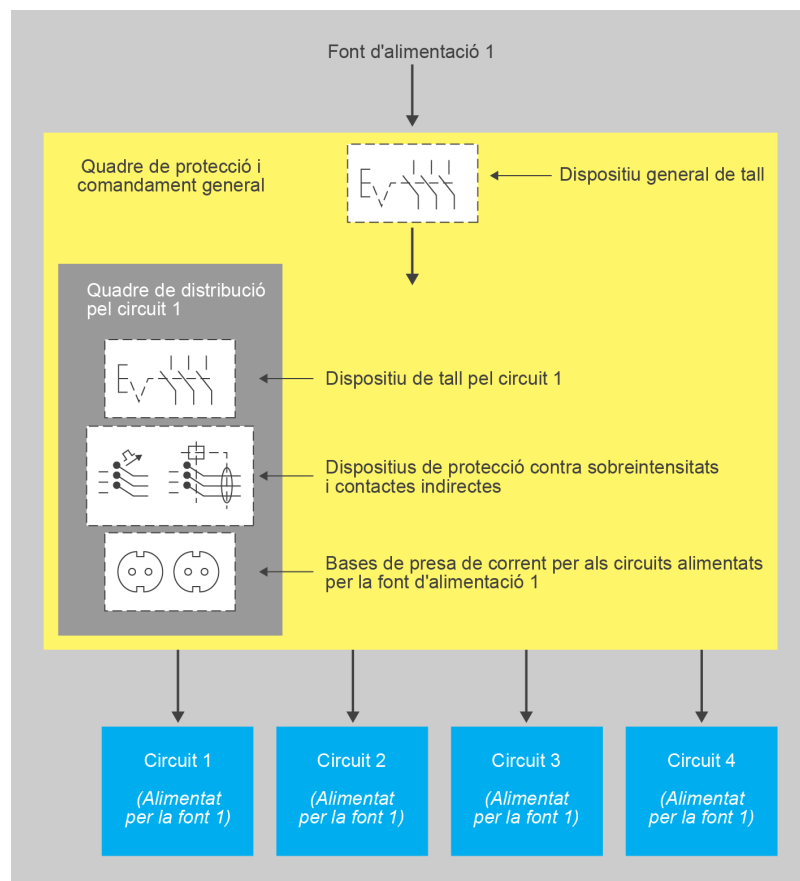 Font d'alimentació 1
Quadre de protecció i
comandament general
Dispositiu general de tall
Quadre de distribució
pel circuit 1
Dispositiu de tall pel circuit 1
Dispositius de protecció contra sobreintensitats
i contactes indirectes
Bases de presa de corrent per als circuits alimentats
per la font d'alimentació 1
Circuit 1
(Alimentat
per la font 1)
Circuit 2
(Alimentat
per la font 1)
Circuit 3
(Alimentat
per la font 1)
Circuit 4
(Alimentat
per la font 1)